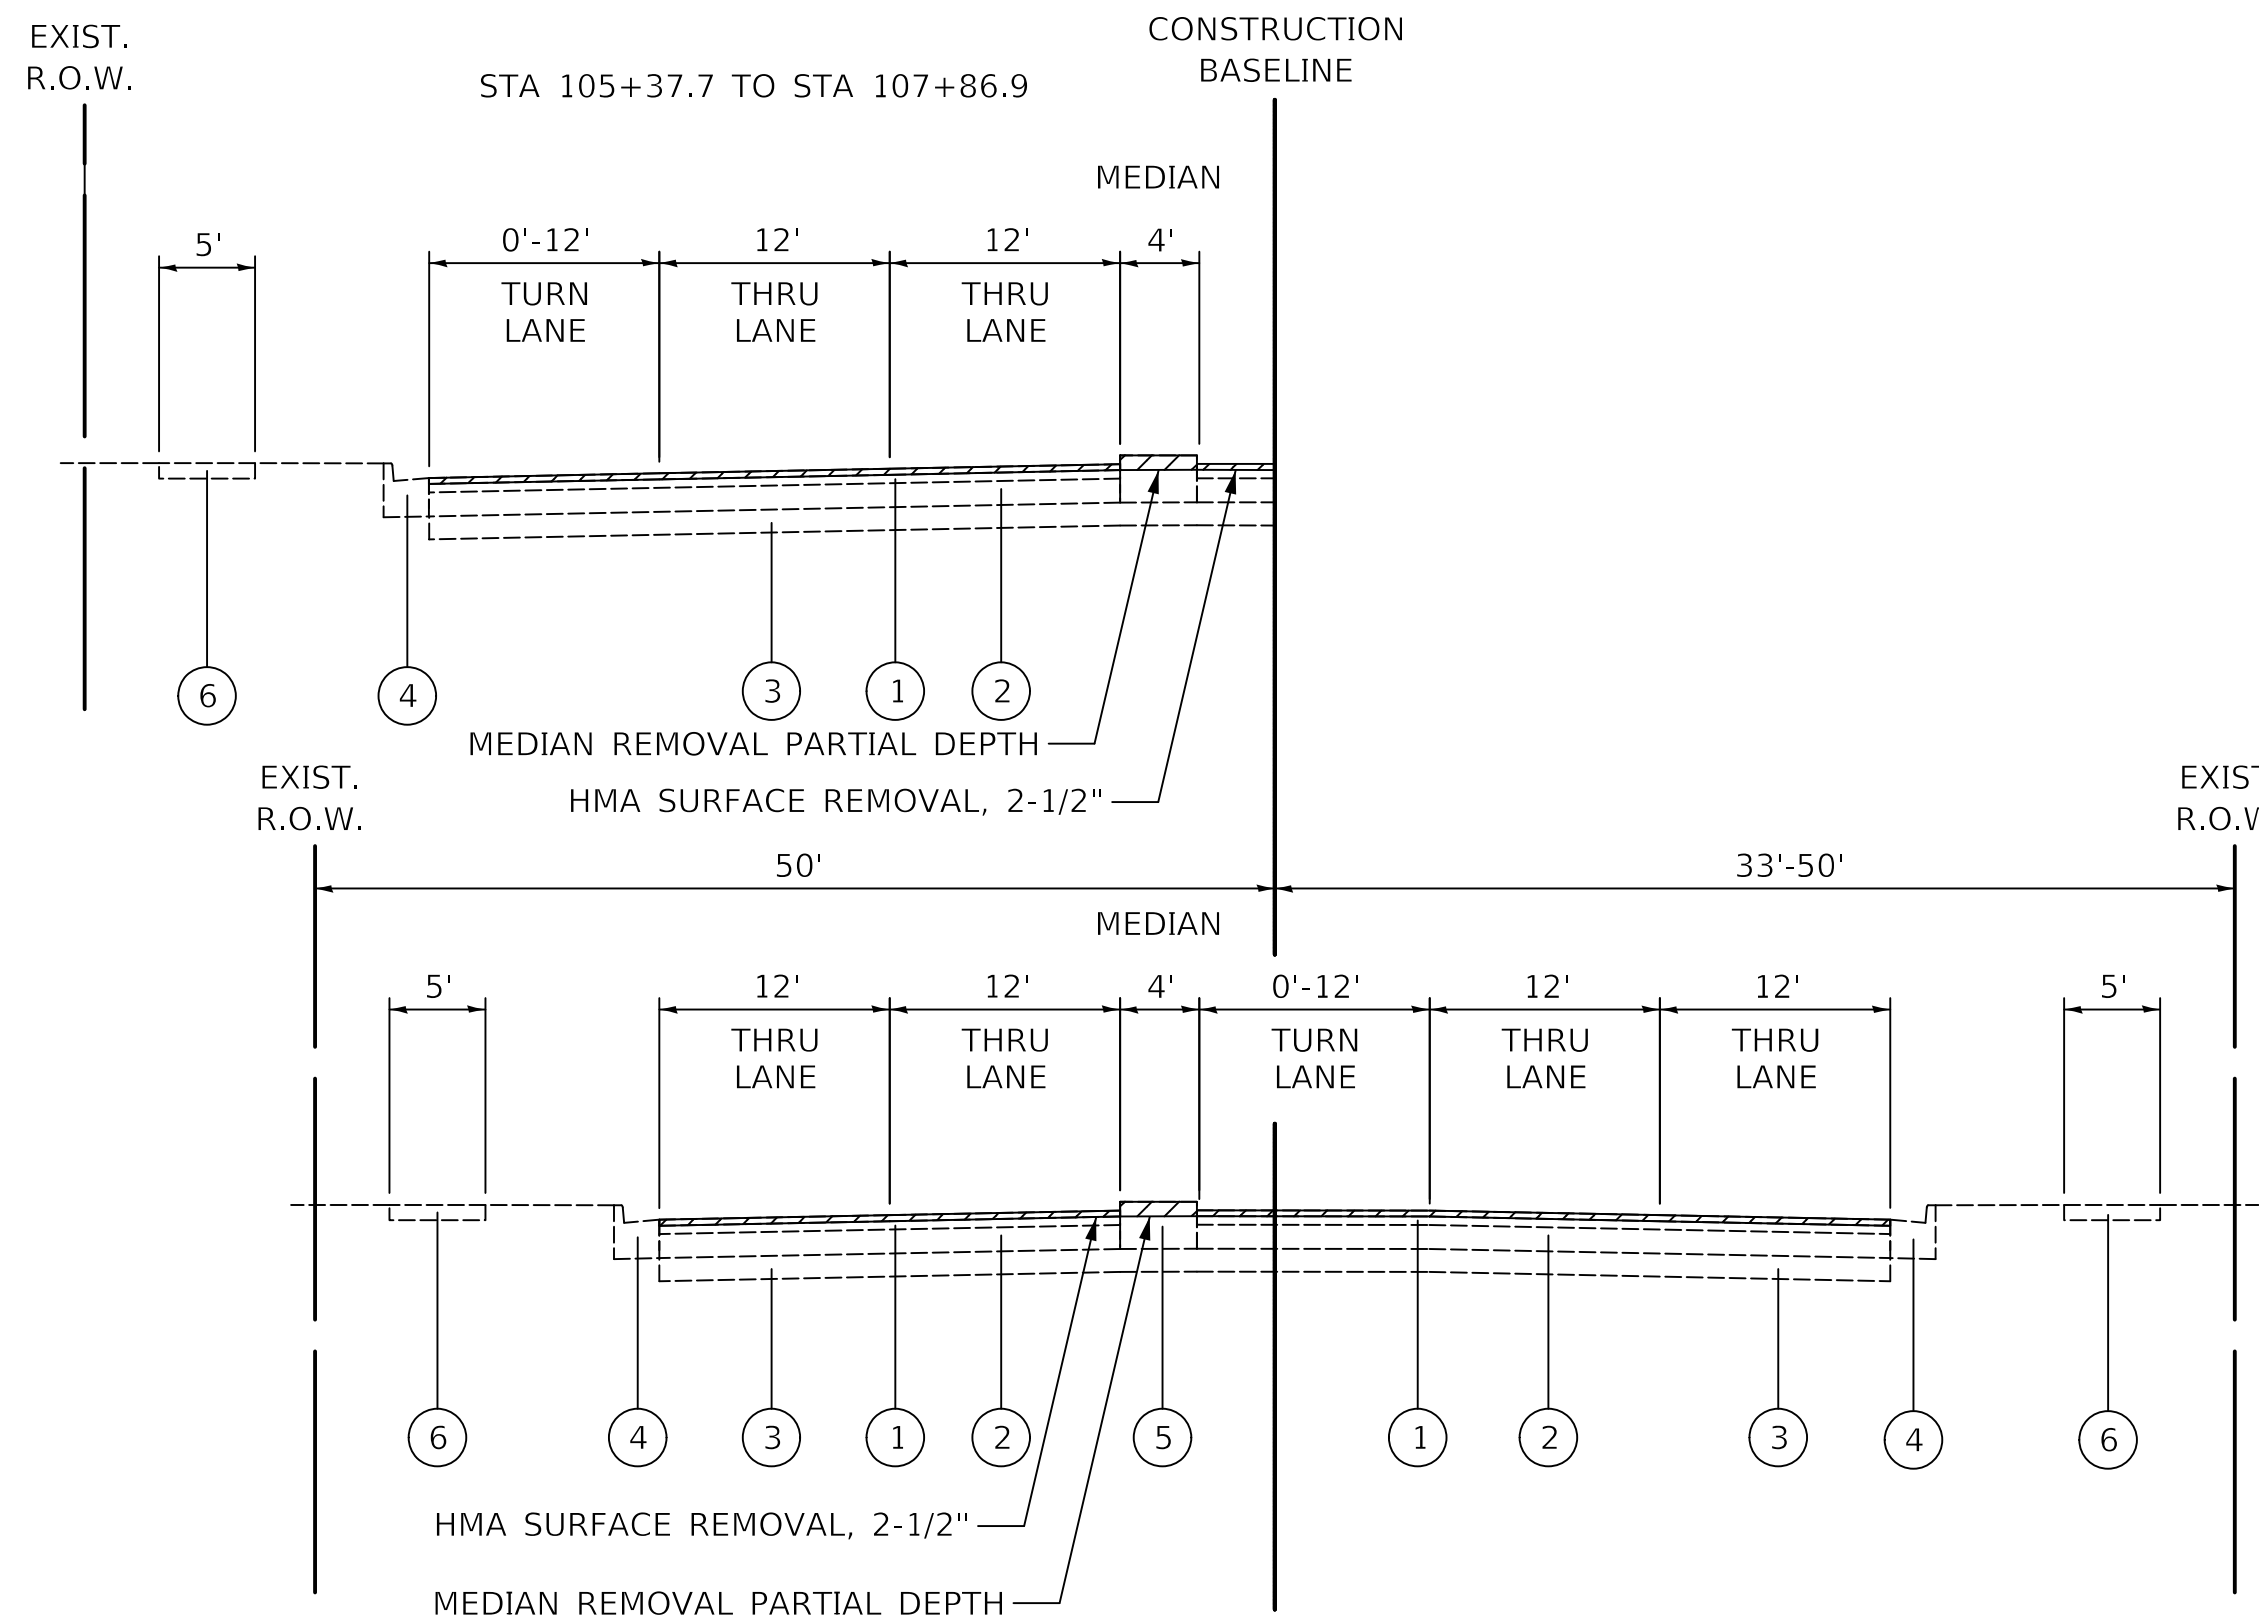 EXIST.
R.O.W.
STA 105+37.7 TO STA 107+86.9
CONSTRUCTION
BASELINE
MEDIAN
5'
0'-12'
12'
12'
4'
TURN
LANE
THRU
LANE
THRU
LANE
6
4
3
1
2
MEDIAN REMOVAL PARTIAL DEPTH
HMA SURFACE REMOVAL, 2-1/2"
EXIST.
R.O.W.
EXIST
R.O.W
50'
33'-50'
MEDIAN
5'
12'
12'
4'
0'-12'
12'
12'
5'
THRU
LANE
THRU
LANE
TURN
LANE
THRU
LANE
THRU
LANE
6
4
3
1
2
5
1
2
3
4
6
HMA SURFACE REMOVAL, 2-1/2"
MEDIAN REMOVAL PARTIAL DEPTH